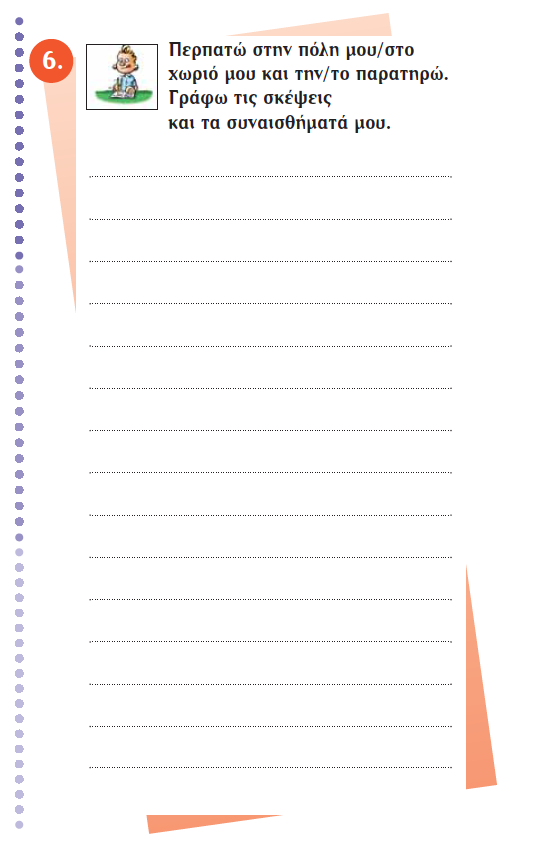 6.
Περπατώ στην πόλη μου/στο
χωριό μου και την/το παρατηρώ.
Γράφω τις σκέψεις
και τα συναισθήματά μου.